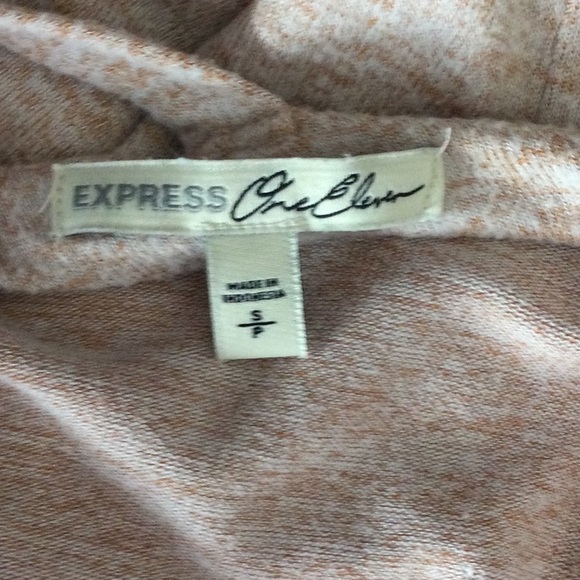 EXPRESS One Eleven
MADE IN
INDONESIA
S
P